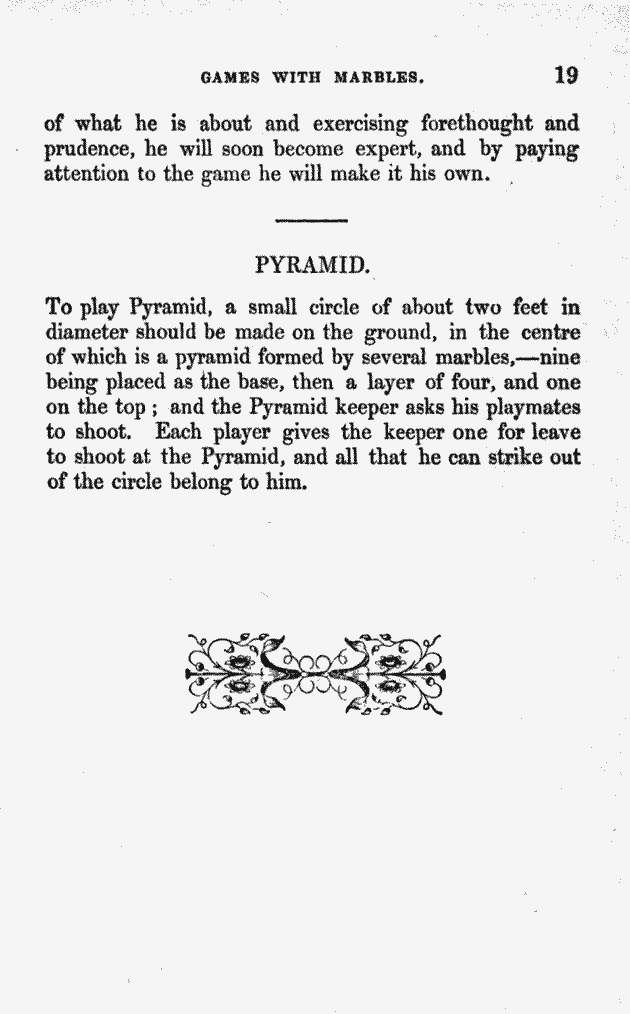 GAMES WITH MARBLES. 19
of what he is about and exercising forethought and
prudence, he will soon become expert, and by paying
attention to the game he will make it his own.
PYRAMID.
To play Pyramid, a small circle of about two feet in
diameter should be made on the ground, in the centre
of which is a pyramid formed by several marbles,—nine
being placed as the base, then a layer of four, and one
on the top ; and the Pyramid keeper asks his playmates
to shoot. Each player gives the keeper one for leave
to shoot at the Pyramid, and all that he can strike out
of the circle belong to him.